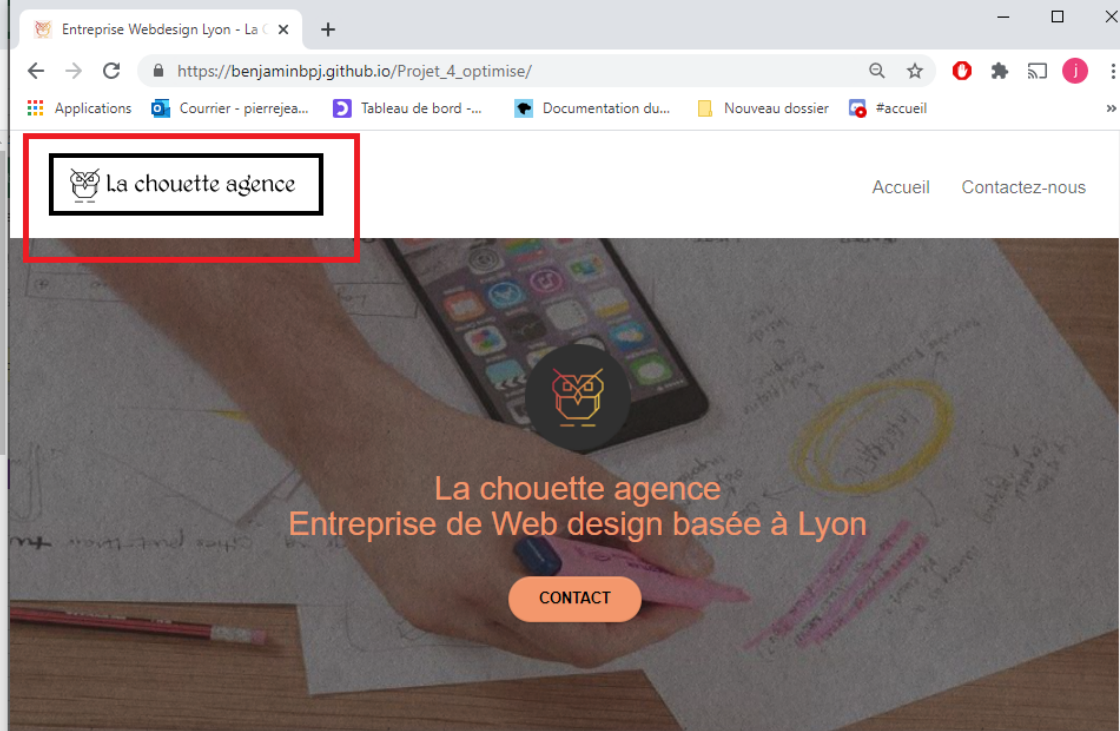 Entreprise Webdesign Lyon - La C
https://benjaminbpj.github.io/Projet_4_optimise/
j
Applications
Courrier - pierrejea...
Tableau de bord -...
Documentation du...
Nouveau dossier
#accueil
»
La chouette agence
Accueil
Contactez-nous
La chouette agence
Entreprise de Web design basée à Lyon
CONTACT